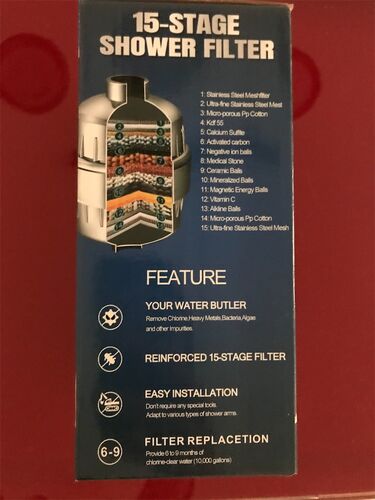 15-STAGE
SHOWER FILTER
1: Stainless Steel Meshfilter
2: Ultra-fine Stainless Steel Mest
3: Micro-porous Pp Cotton
4: Kdf 55
5: Calcium Sulfite
6: Activated carbon
7: Negative ion balls
8: Medical Stone
9: Ceramic Balls
10: Mineralized Balls
11: Magnetic Energy Balls
12: Vitamin C
13: Alkline Balls
14: Micro-porous Pp Cotton
15: Ultra-fine Stainless Steel Mesh
FEATURE
YOUR WATER BUTLER
Remove Chlorine,Heavy Metals,Bacteria,Algae
and other Impurities.
REINFORCED 15-STAGE FILTER
EASY INSTALLATION
Don't require any special tools.
Adapt to various types of shower arms.
6-9
FILTER REPLACETION
Provide 6 to 9 months of
chlorine-clear water (10,000 gallons)